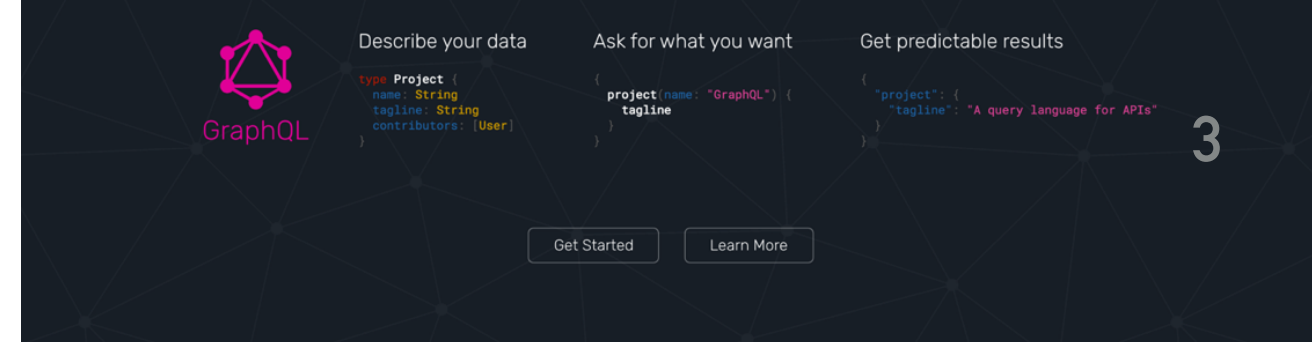 GraphQL
Describe your data
type Project {
  name: String
  tagline: String
  contributors: [User]
}
Ask for what you want
{
  project(name: "GraphQL") {
    tagline
  }
}
Get predictable results
{
  "project": {
    "tagline": "A query language for APIs"
  }
}
3
Get Started
Learn More